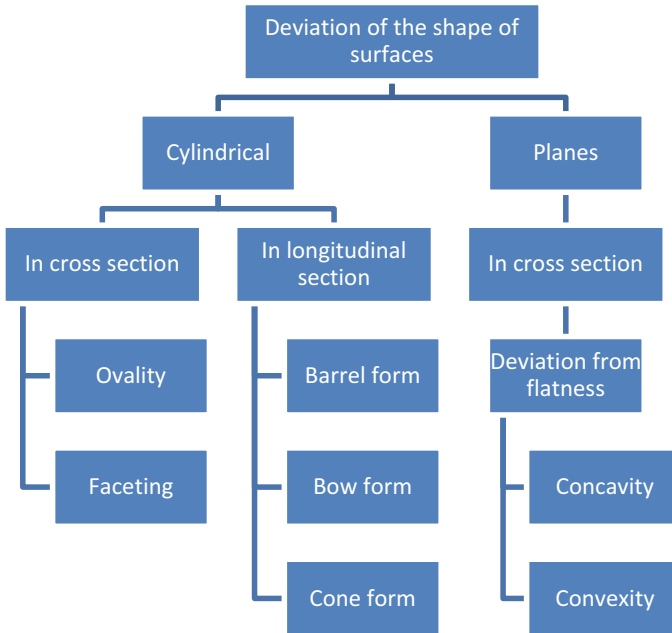 Deviation of the shape of
surfaces
Cylindrical
Planes
In cross section
In longitudinal
section
In cross section
Ovality
Barrel form
Deviation from
flatness
Faceting
Bow form
Concavity
Cone form
Convexity